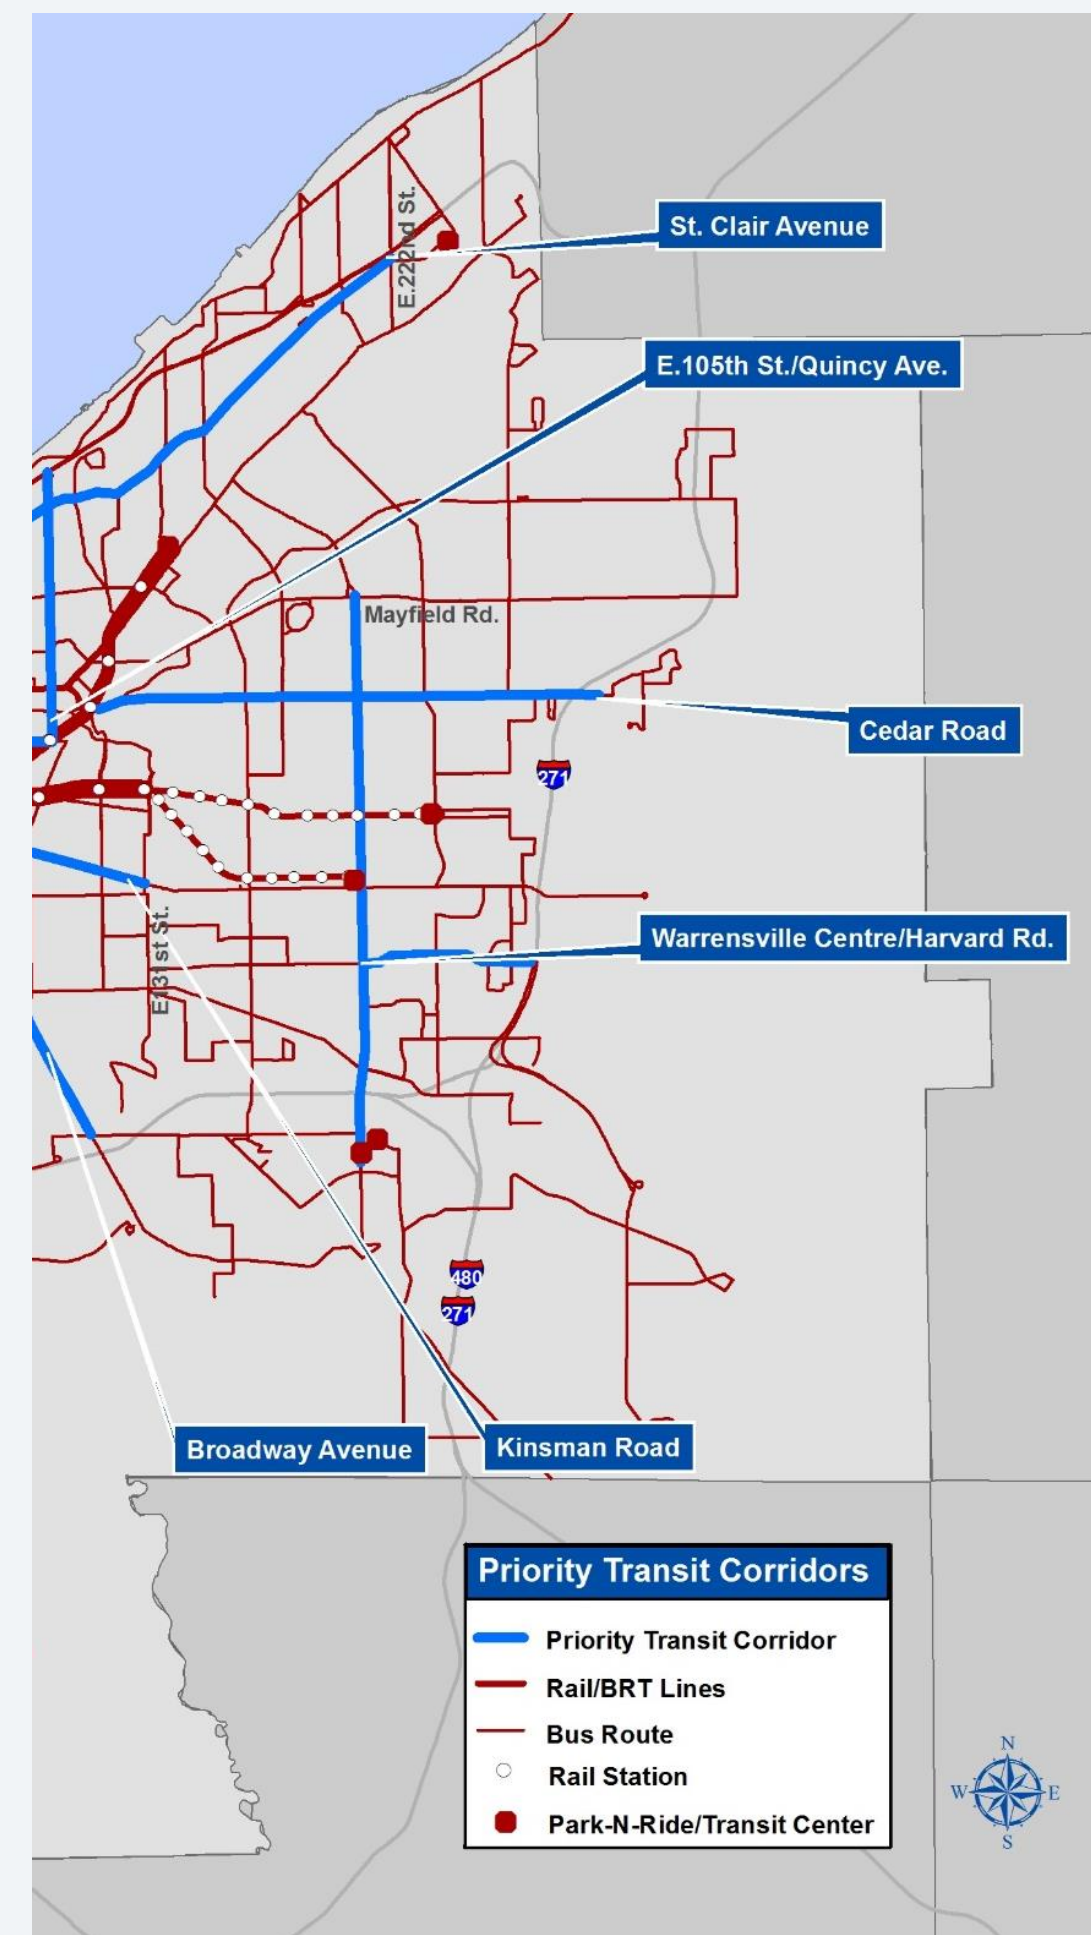 E.222nd St.
St. Clair Avenue
E.105th St./Quincy Ave.
Mayfield Rd.
Cedar Road
271
E131st St.
Warrensville Centre/Harvard Rd.
480
271
Broadway Avenue
Kinsman Road
Priority Transit Corridors
Priority Transit Corridor
Rail/BRT Lines
Bus Route
Rail Station
Park-N-Ride/Transit Center
N
W E
S